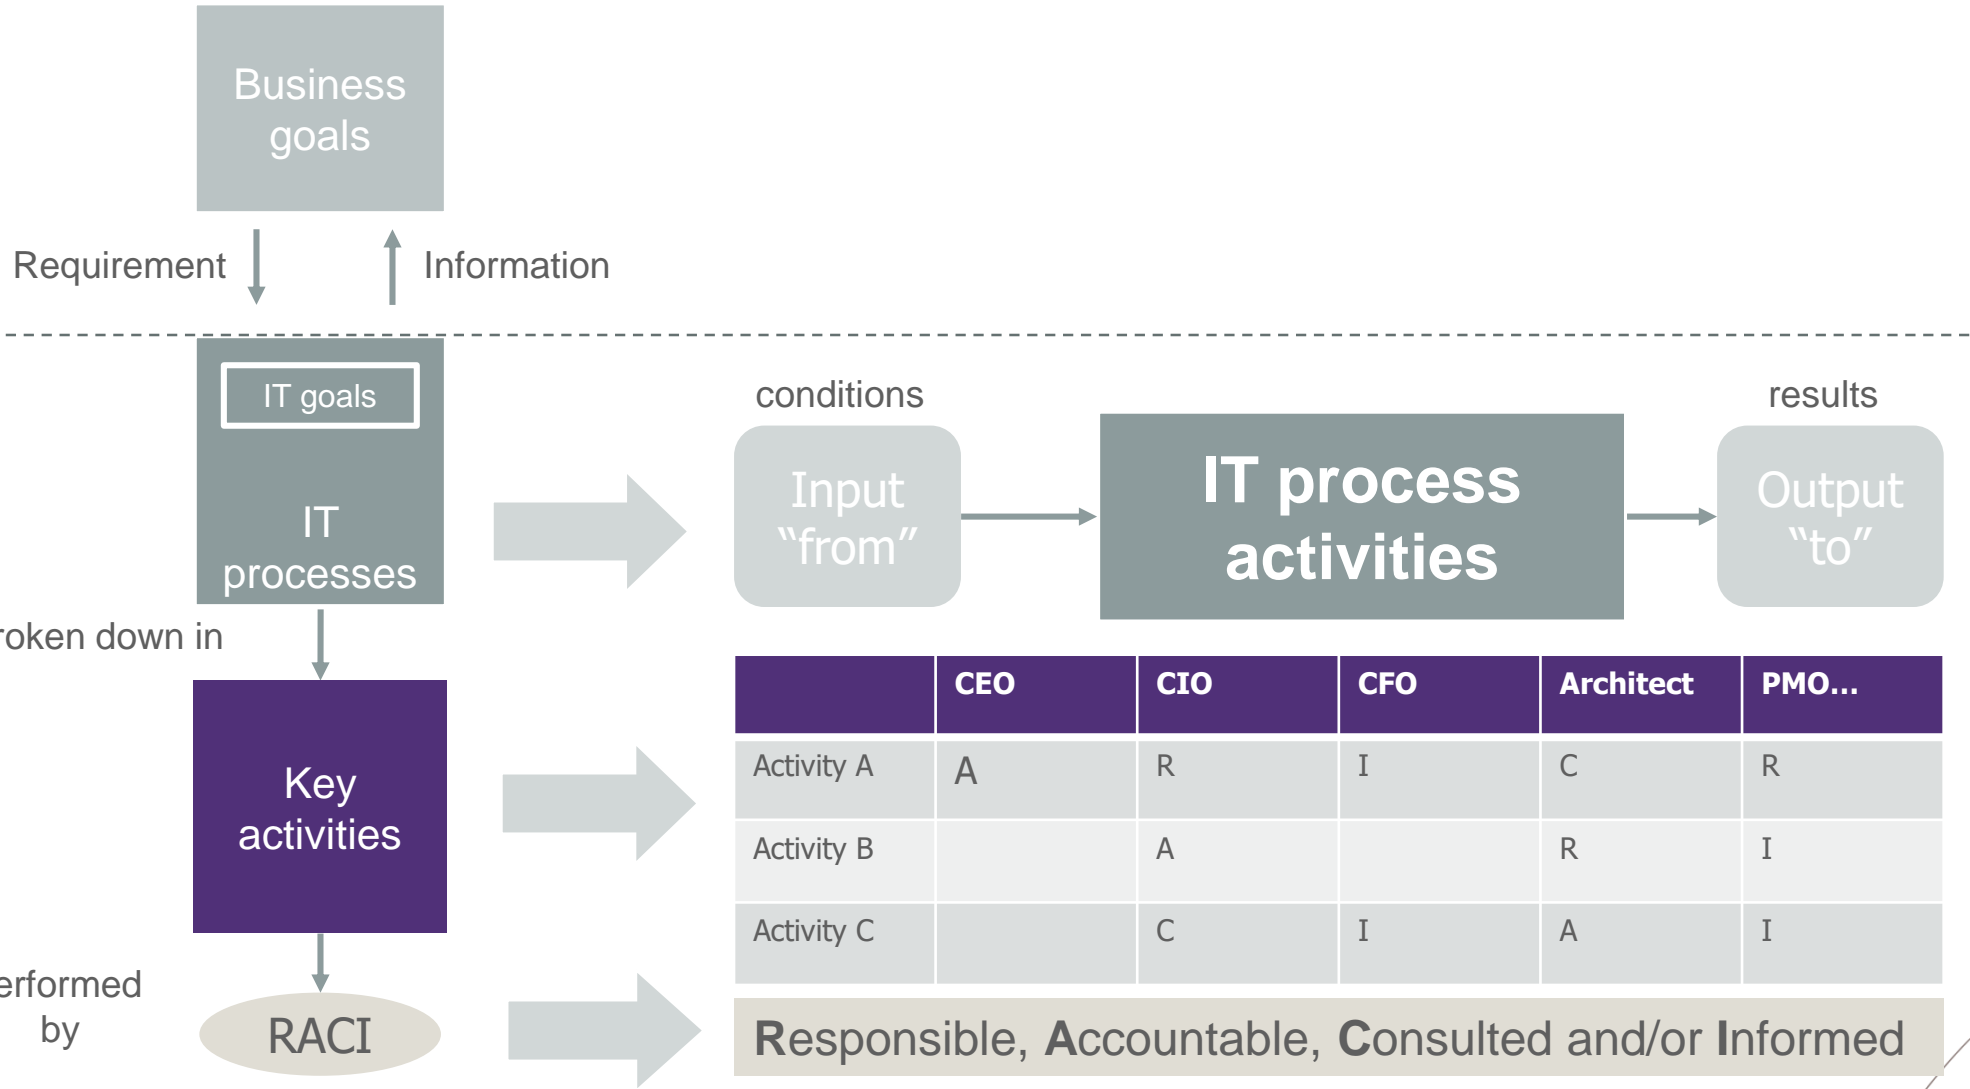 Business
goals
Requirement
Information
IT goals
IT
processes
conditions
results
Input
“from”
IT process
activities
Output
“to”
roken down in
CEO CIO CFO Architect PMO...
Activity A A R I C R
Activity B A R I
Activity C C I A I
Key
activities
erformed
by
RACI
Responsible, Accountable, Consulted and/or Informed